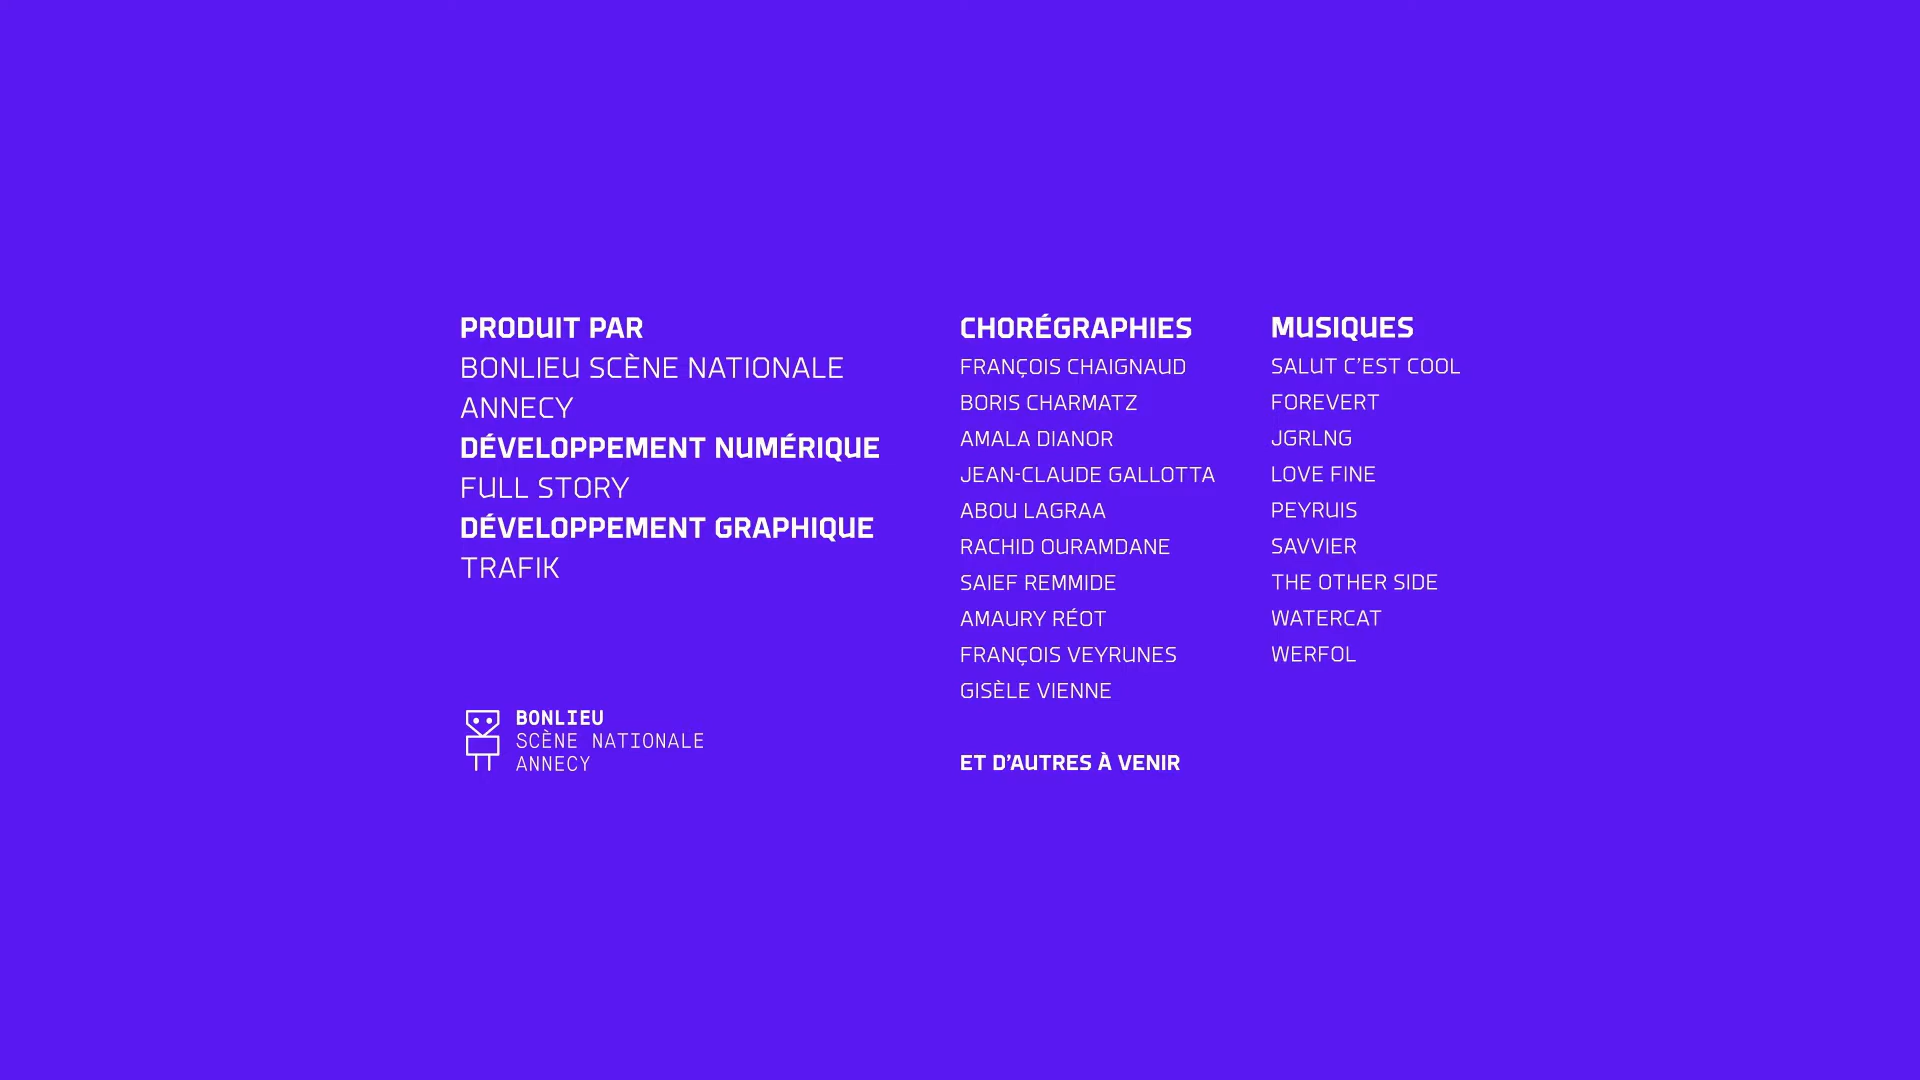 PRODUIT PAR
BONLIEU SCÈNE NATIONALE
ANNECY
DÉVELOPPEMENT NUMÉRIQUE
FULL STORY
DÉVELOPPEMENT GRAPHIQUE
TRAFIK
BONLIEU
SCÈNE NATIONALE
ANNECY
CHORÉGRAPHIES
FRANÇOIS CHAIGNAUD
BORIS CHARMATZ
AMALA DIANOR
JEAN-CLAUDE GALLOTTA
ABOU LAGRAA
RACHID OURAMDANE
SAIEF REMMIDE
AMAURY RÉOT
FRANÇOIS VEYRUNES
GISÈLE VIENNE
ET D’AUTRES À VENIR
MUSIQUES
SALUT C’EST COOL
FOREVERT
JGRLNG
LOVE FINE
PEYRUIS
SAVVIER
THE OTHER SIDE
WATERCAT
WERFOL